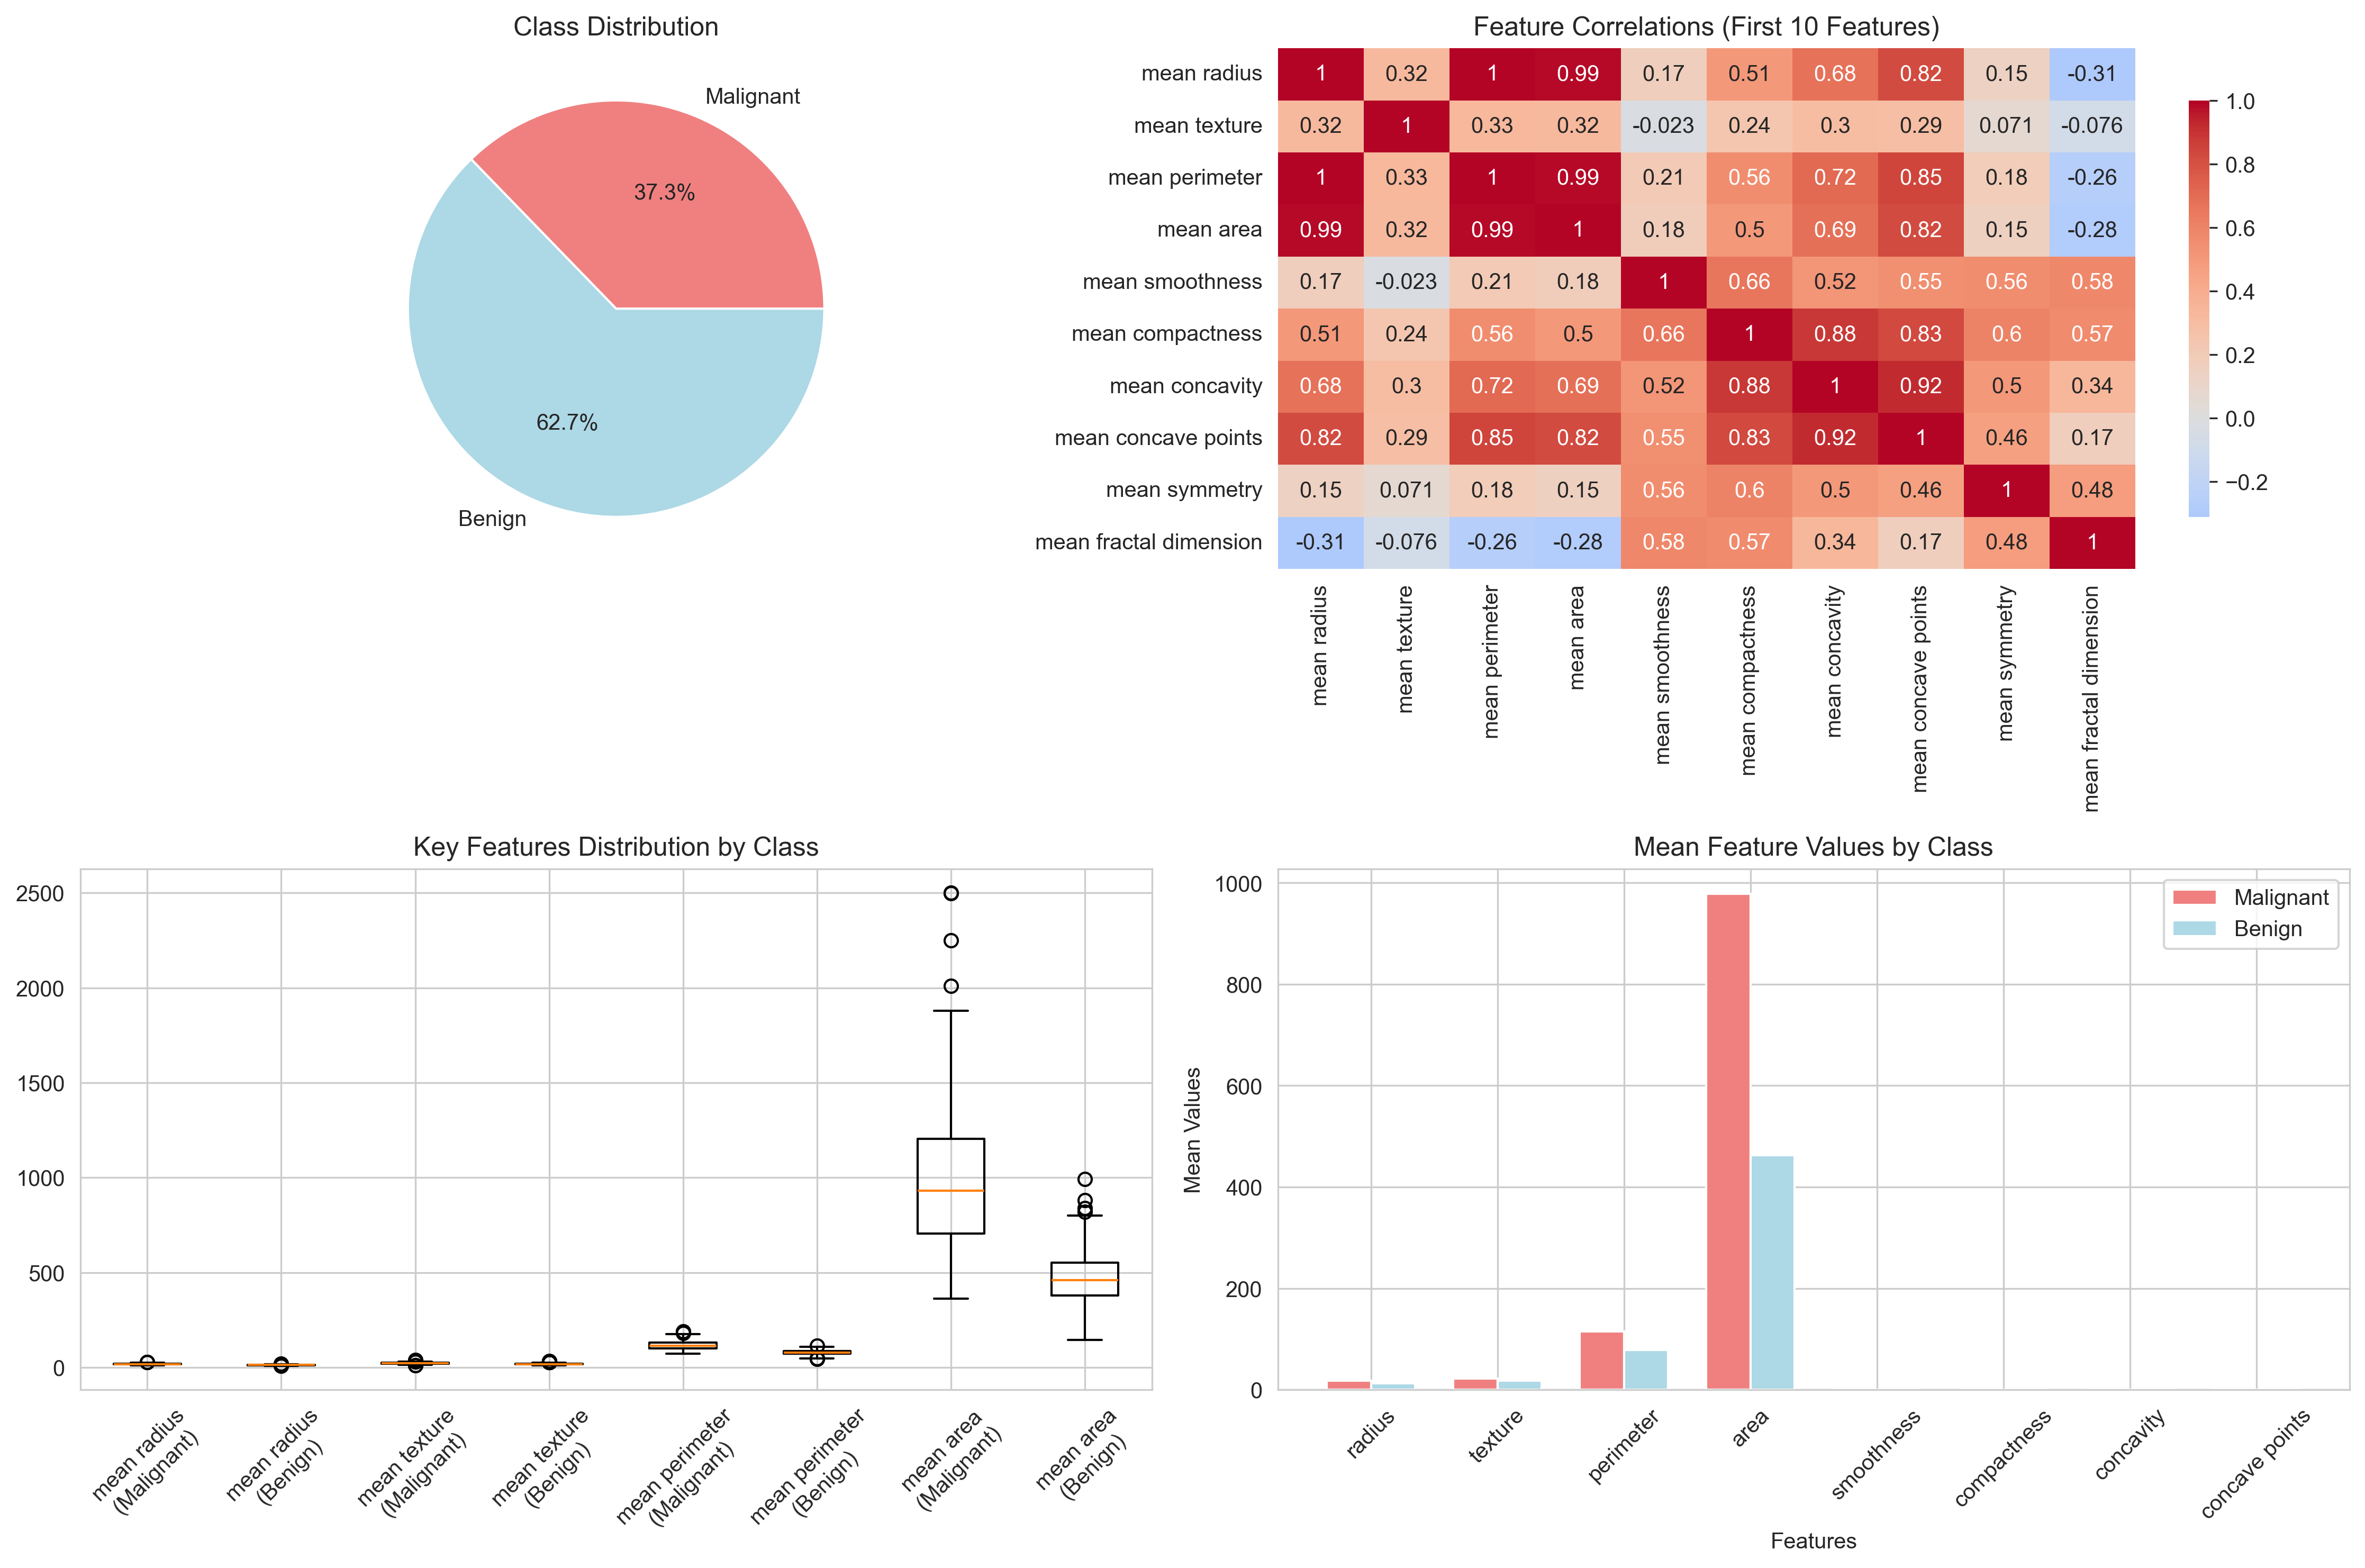 Class Distribution
Malignant
37.3%
62.7%
Benign
Feature Correlations (First 10 Features)
mean radius 1 0.32 1 0.99 0.17 0.51 0.68 0.82 0.15 -0.31
mean texture 0.32 1 0.33 0.32 -0.023 0.24 0.3 0.29 0.071 -0.076
mean perimeter 1 0.33 1 0.99 0.21 0.56 0.72 0.85 0.18 -0.26
mean area 0.99 0.32 0.99 1 0.18 0.5 0.69 0.82 0.15 -0.28
mean smoothness 0.17 -0.023 0.21 0.18 1 0.66 0.52 0.55 0.56 0.58
mean compactness 0.51 0.24 0.56 0.5 0.66 1 0.88 0.83 0.6 0.57
mean concavity 0.68 0.3 0.72 0.69 0.52 0.88 1 0.92 0.5 0.34
mean concave points 0.82 0.29 0.85 0.82 0.55 0.83 0.92 1 0.46 0.17
mean symmetry 0.15 0.071 0.18 0.15 0.56 0.6 0.5 0.46 1 0.48
mean fractal dimension -0.31 -0.076 -0.26 -0.28 0.58 0.57 0.34 0.17 0.48 1
mean radius
mean texture
mean perimeter
mean area
mean smoothness
mean compactness
mean concavity
mean concave points
mean symmetry
mean fractal dimension
1.0
0.8
0.6
0.4
0.2
0.0
−0.2
Key Features Distribution by Class
2500
2000
1500
1000
500
0
mean radius
(Malignant)
mean radius
(Benign)
mean texture
(Malignant)
mean texture
(Benign)
mean perimeter
(Malignant)
mean perimeter
(Benign)
mean area
(Malignant)
mean area
(Benign)
Mean Feature Values by Class
Malignant
Benign
Mean Values
1000
800
600
400
200
0
radius
texture
perimeter
area
smoothness
compactness
concavity
concave points
Features